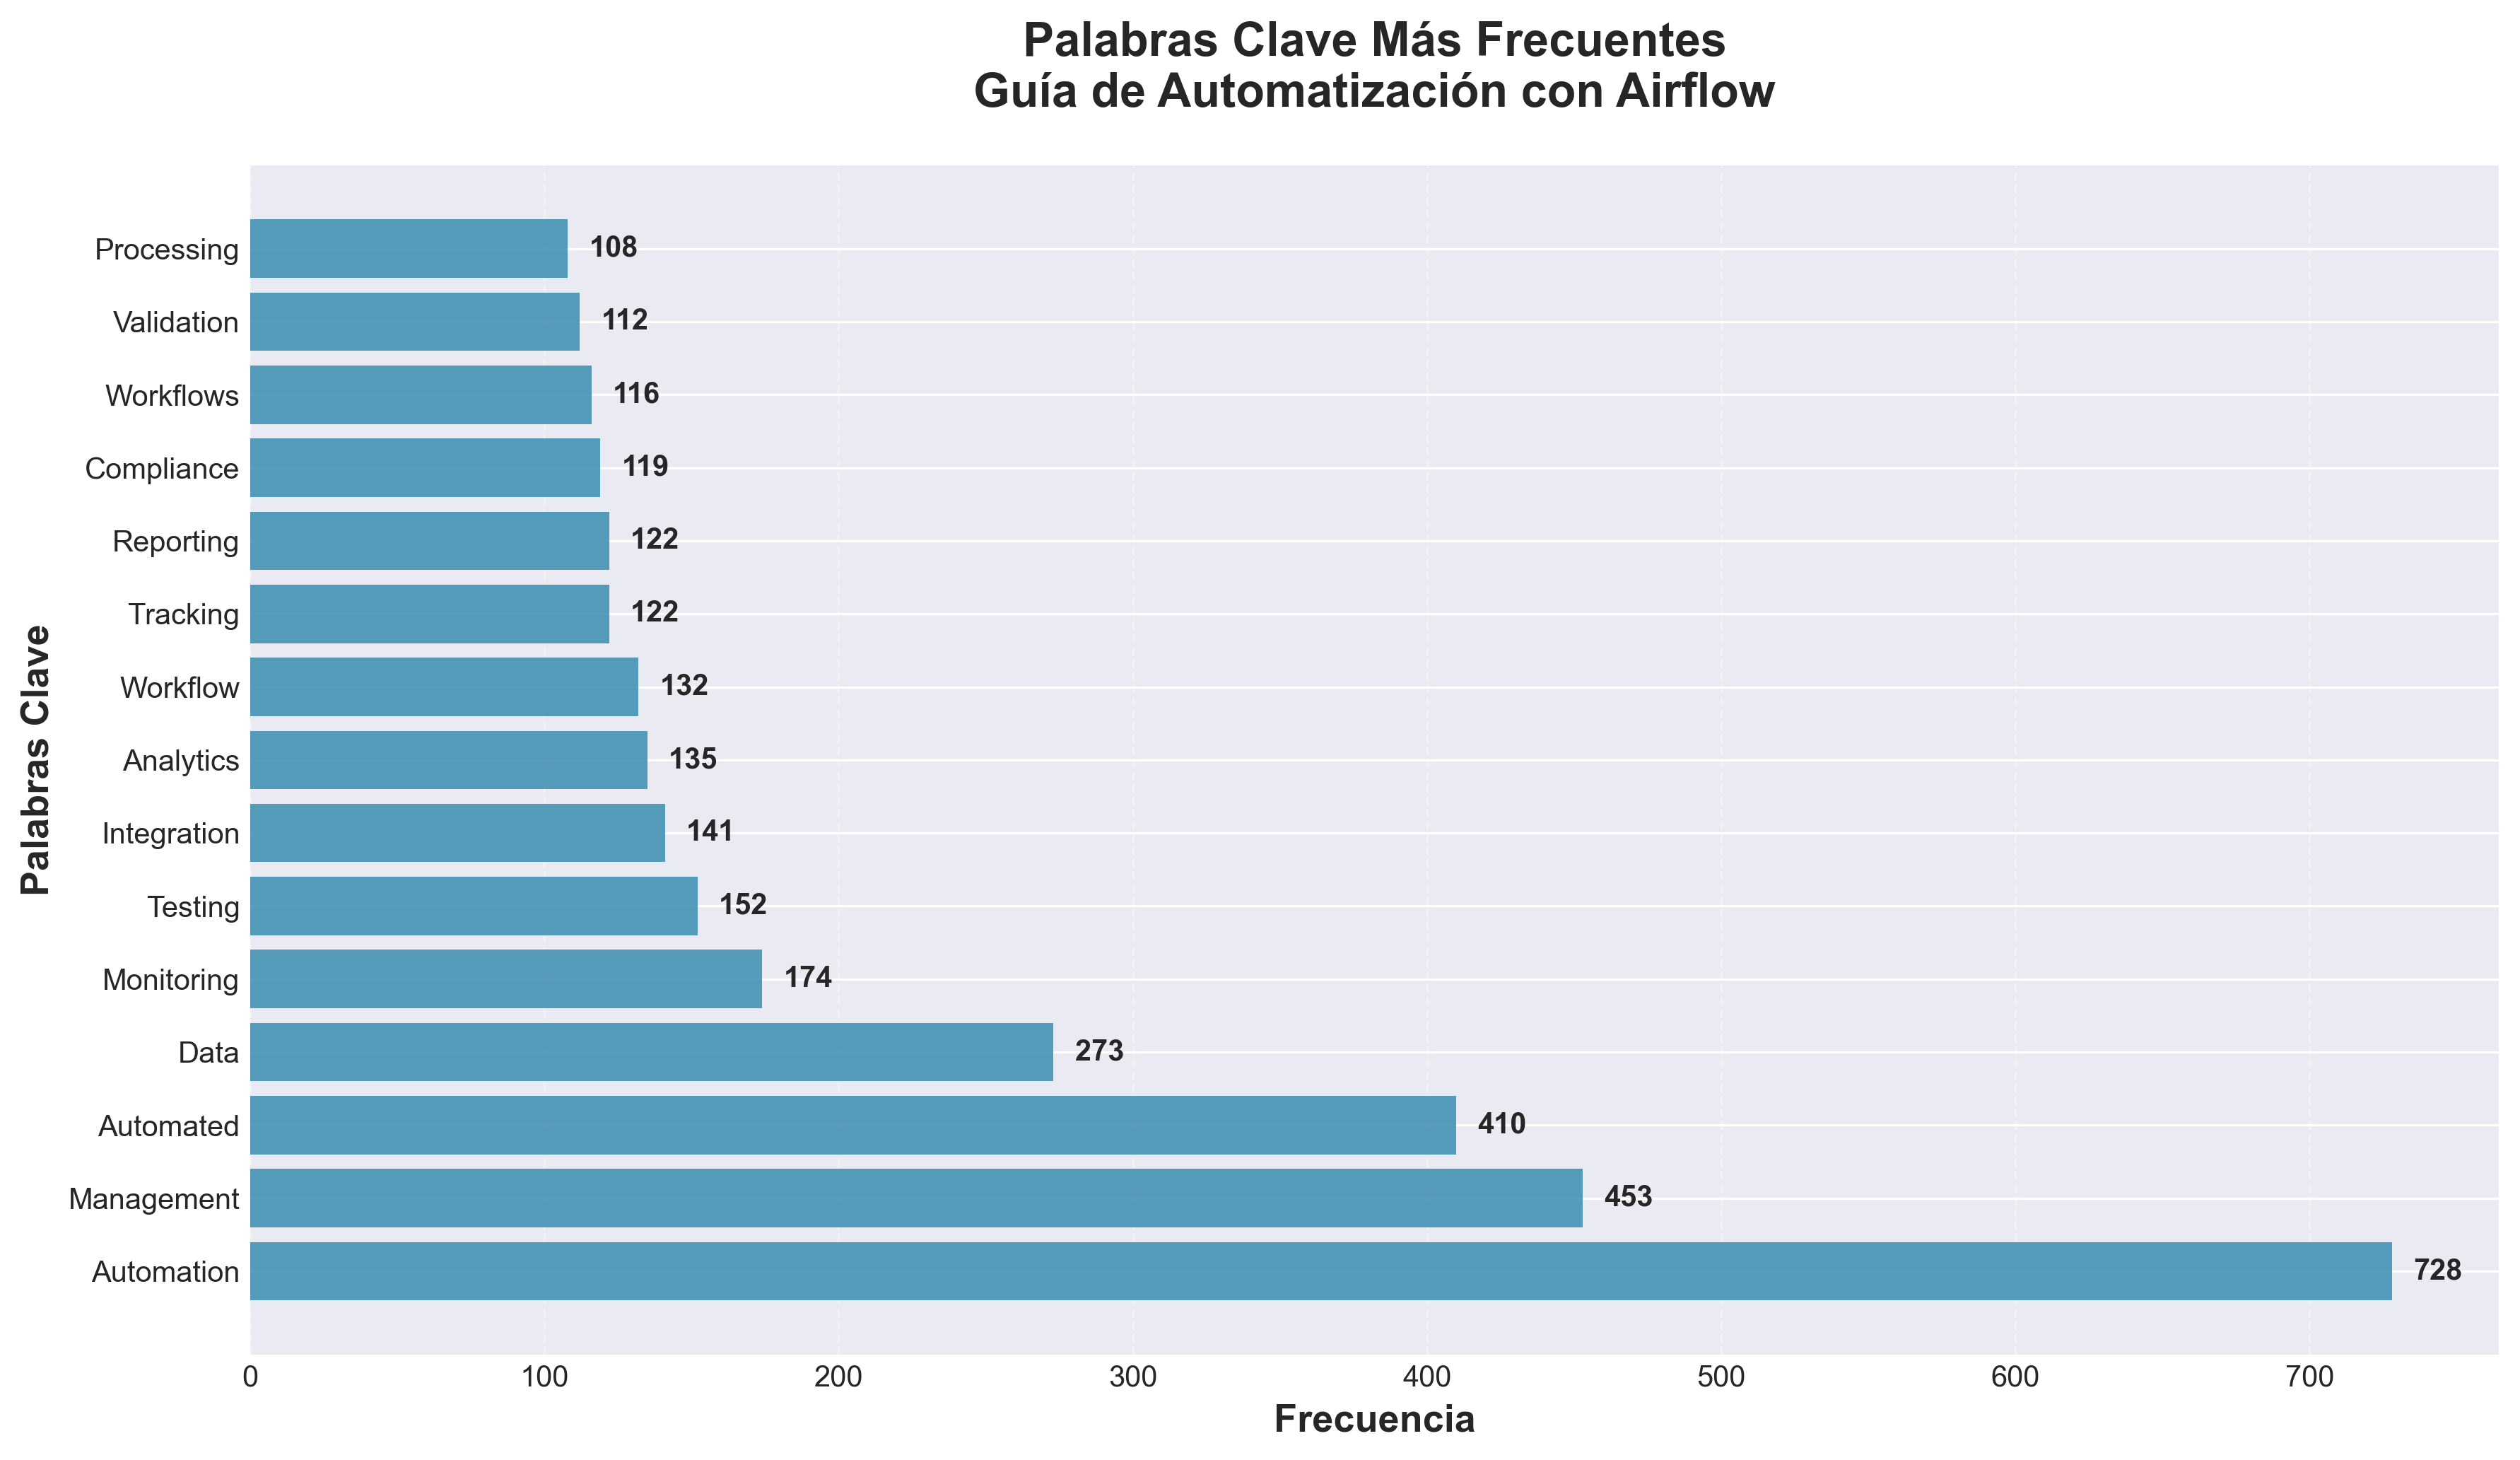 Palabras Clave Más Frecuentes
Guía de Automatización con Airflow
Palabras Clave
Processing 108
Validation 112
Workflows 116
Compliance 119
Reporting 122
Tracking 122
Workflow 132
Analytics 135
Integration 141
Testing 152
Monitoring 174
Data 273
Automated 410
Management 453
Automation 728
0 100 200 300 400 500 600 700
Frecuencia